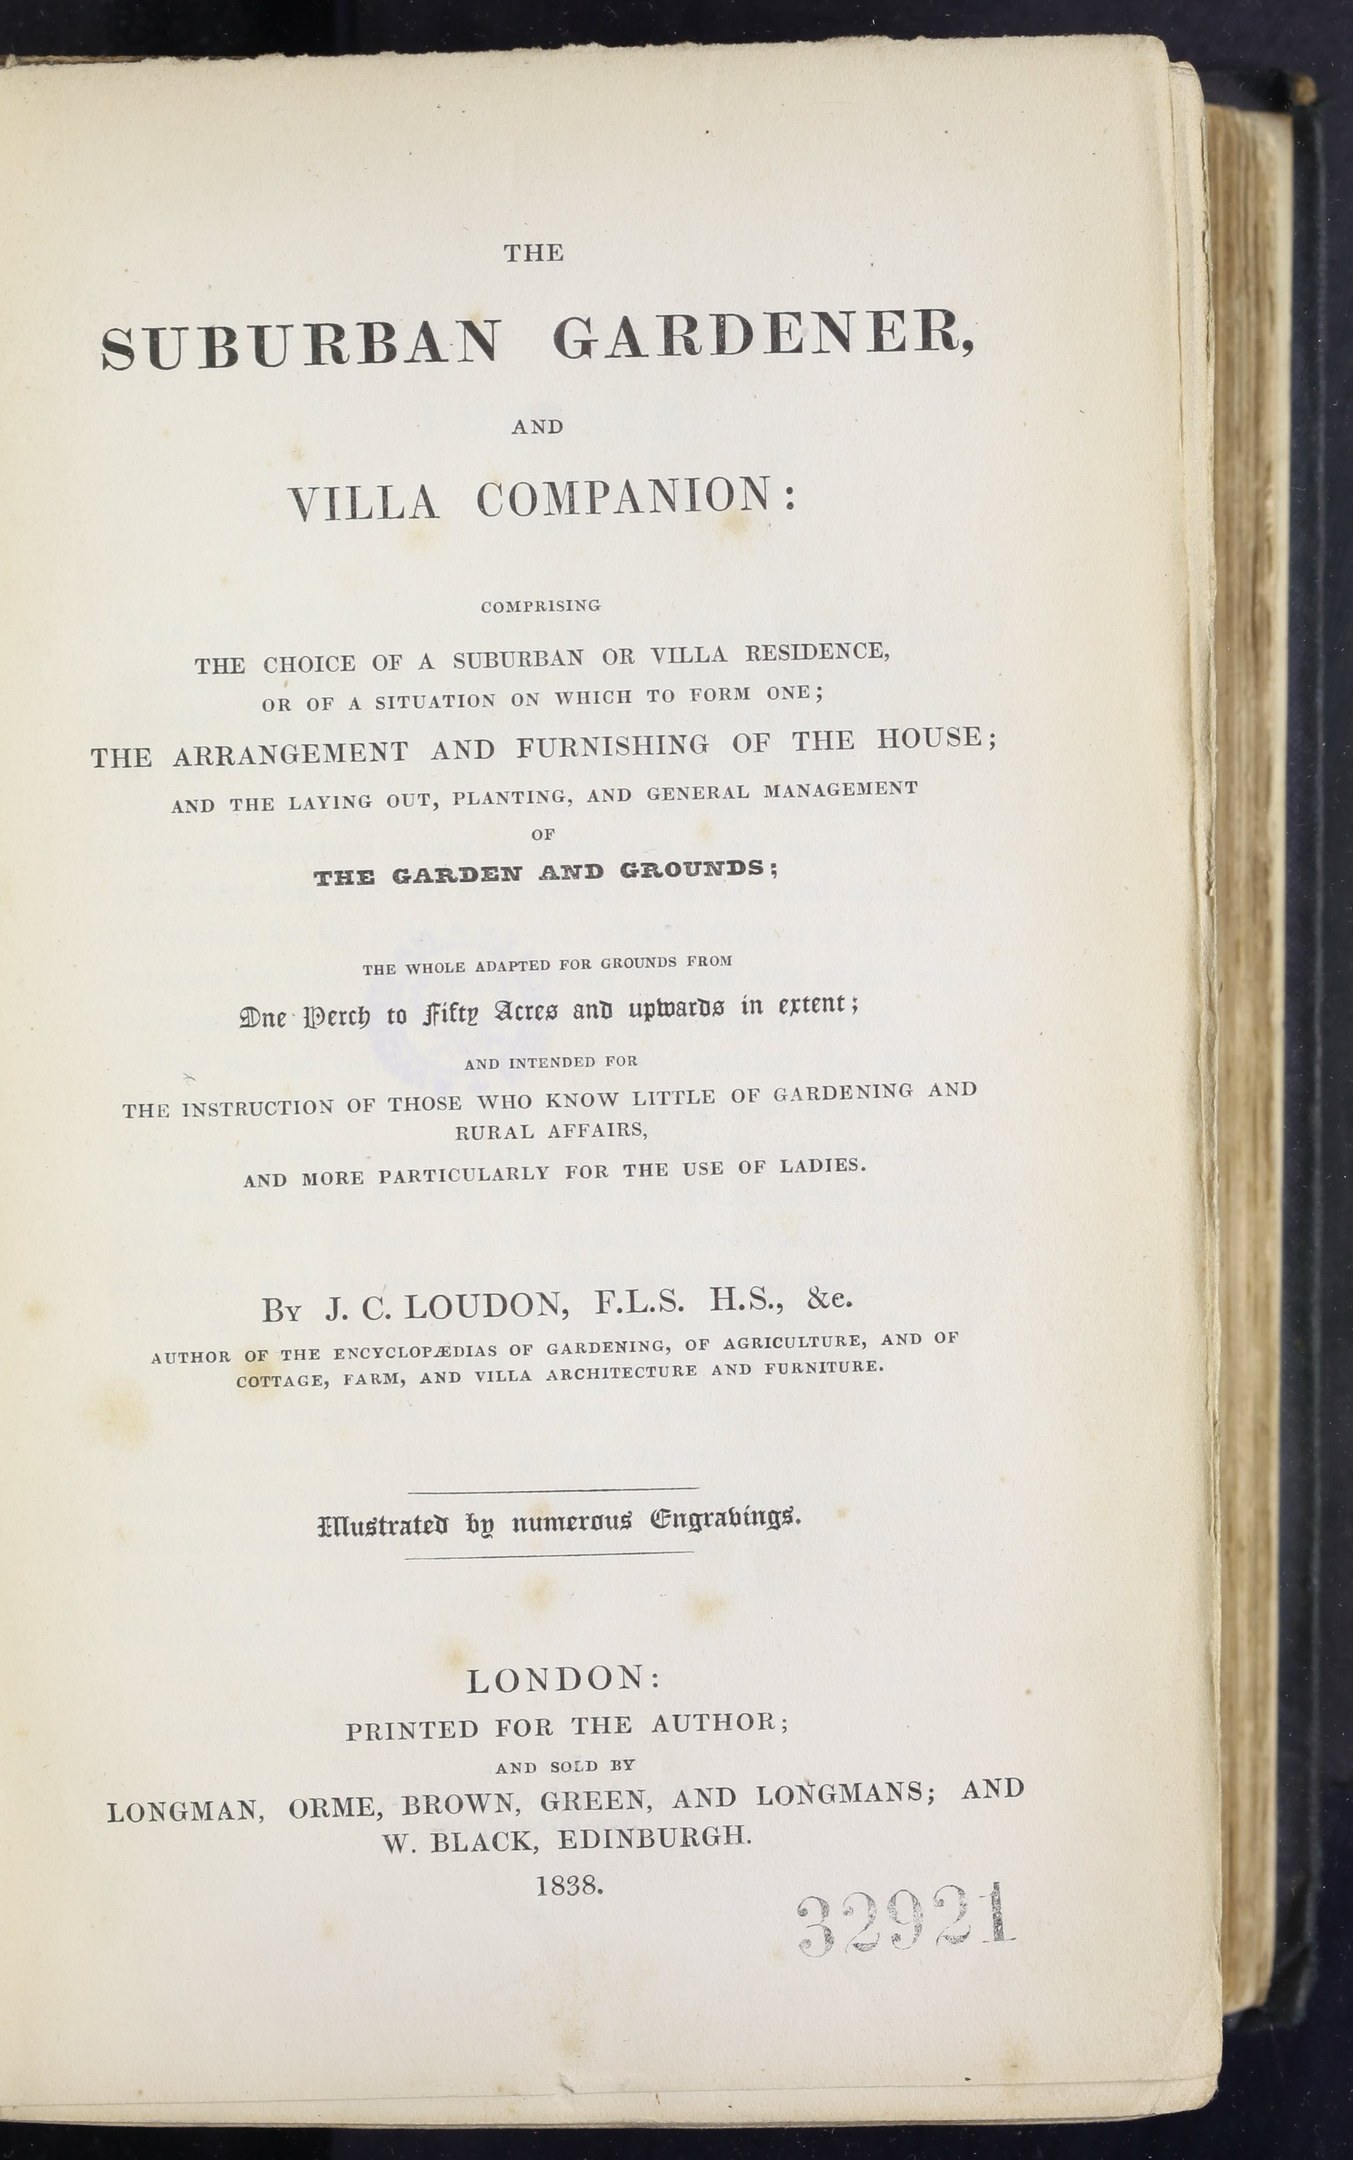 THE
SUBURBAN GARDENER,
AND
VILLA COMPANION:
COMPRISING
THE CHOICE OF A SUBURBAN OR VILLA RESIDENCE,
OR OF A SITUATION ON WHICH TO FORM ONE;
THE ARRANGEMENT AND FURNISHING OF THE HOUSE;
AND THE LAYING OUT, PLANTING, AND GENERAL MANAGEMENT
OF
THE GARDEN AND GROUNDS;
THE WHOLE ADAPTED FOR GROUNDS FROM
One Perch to Fifty Acres and upwards in extent;
AND INTENDED FOR
THE INSTRUCTION OF THOSE WHO KNOW LITTLE OF GARDENING AND
RURAL AFFAIRS,
AND MORE PARTICULARLY FOR THE USE OF LADIES.
BY J. C. LOUDON, F.L.S. H.S., &c.
AUTHOR OF THE ENCYCLOPÆDIAS OF GARDENING, OF AGRICULTURE, AND OF
COTTAGE, FARM, AND VILLA ARCHITECTURE AND FURNITURE.
Illustrated by numerous Engravings.
LONDON:
PRINTED FOR THE AUTHOR;
AND SOLD BY
LONGMAN, ORME, BROWN, GREEN, AND LONGMANS; AND
W. BLACK, EDINBURGH.
1838.
32921